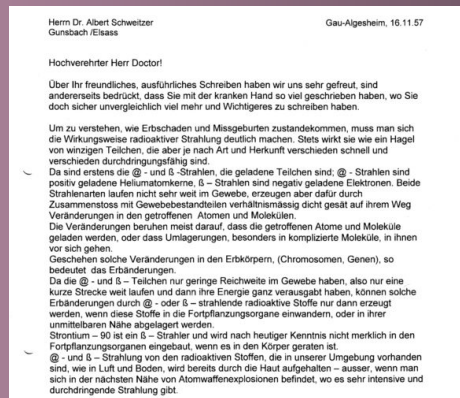 Herrn Dr. Albert Schweitzer Gau-Algesheim, 16.11.57
Gunsbach /Elsass
Hochverehrter Herr Doctor!
Über Ihr freundliches, ausführliches Schreiben haben wir uns sehr gefreut, sind
andererseits bedrückt, dass Sie mit der kranken Hand so viel geschrieben haben, wo Sie
doch sicher unvergleichlich viel mehr und Wichtigeres zu schreiben haben.
Um zu verstehen, wie Erbschaden und Missgeburten zustandekommen, muss man sich
die Wirkungsweise radioaktiver Strahlung deutlich machen. Stets wirkt sie wie ein Hagel
von winzigen Teilchen, die aber je nach Art und Herkunft verschieden schnell und
verschieden durchdringungsfähig sind.
Da sind erstens die @ - und ß -Strahlen, die geladene Teilchen sind; @ - Strahlen sind
positiv geladene Heliumatomkerne, ß – Strahlen sind negativ geladene Elektronen. Beide
Strahlenarten laufen nicht sehr weit im Gewebe, erzeugen aber dafür durch
Zusammenstoss mit Gewebebestandteilen verhältnismässig dicht gesät auf ihrem Weg
Veränderungen in den getroffenen Atomen und Molekülen.
Die Veränderungen beruhen meist darauf, dass die getroffenen Atome und Moleküle
geladen werden, oder dass Umlagerungen, besonders in komplizierte Moleküle, in ihnen
vor sich gehen.
Geschehen solche Veränderungen in den Erbkörpern, (Chromosomen, Genen), so
bedeutet das Erbänderungen.
Da die @ - und ß – Teilchen nur geringe Reichweite im Gewebe haben, also nur eine
kurze Strecke weit laufen und dann ihre Energie ganz verausgabt haben, können solche
Erbänderungen durch @ - oder ß – strahlende radioaktive Stoffe nur dann erzeugt
werden, wenn diese Stoffe in die Fortpflanzungsorgane einwandern, oder in ihrer
unmittelbaren Nähe abgelagert werden.
Strontium – 90 ist ein ß – Strahler und wird nach heutiger Kenntnis nicht merklich in den
Fortpflanzungsorganen eingebaut, wenn es in den Körper geraten ist.
@ - und ß – Strahlung von den radioaktiven Stoffen, die in unserer Umgebung vorhanden
sind, wie in Luft und Boden, wird bereits durch die Haut aufgehalten – ausser, wenn man
sich in der nächsten Nähe von Atomwaffenexplosionen befindet, wo es sehr intensive und
durchdringende Strahlung gibt.